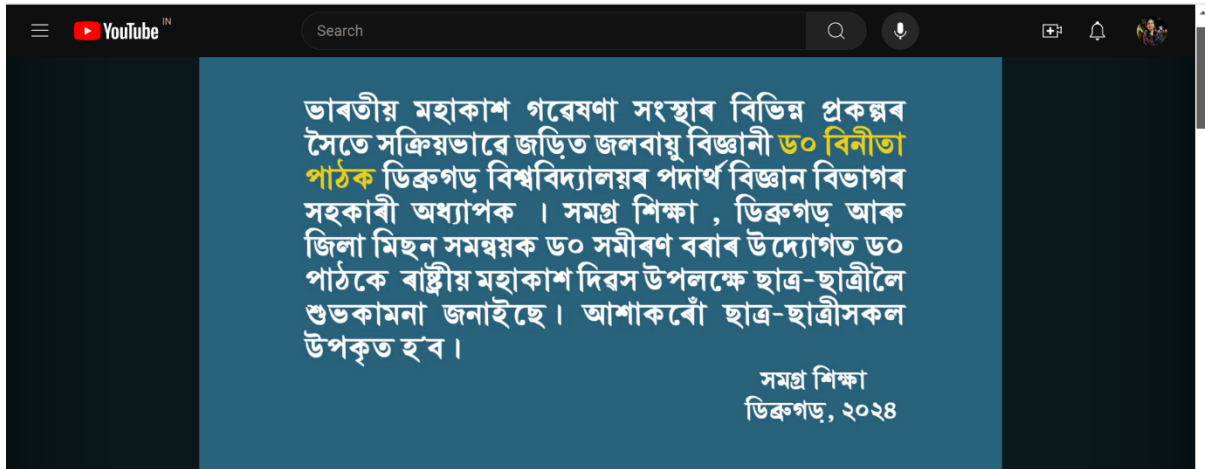 YouTube IN
Search
ভাৰতীয় মহাকাশ গৱেষণা সংস্থাৰ বিভিন্ন প্ৰকল্পৰ
সৈতে সক্ৰিয়ভাৱে জড়িত জলবায়ু বিজ্ঞানী ড০ বিনীতা
পাঠক ডিব্ৰুগড় বিশ্ববিদ্যালয়ৰ পদাৰ্থ বিজ্ঞান বিভাগৰ
সহকাৰী অধ্যাপক । সমগ্ৰ শিক্ষা , ডিব্ৰুগড় আৰু
জিলা মিছন সমন্বয়ক ড০ সমীৰণ বৰাৰ উদ্যোগত ড০
পাঠকে ৰাষ্ট্ৰীয় মহাকাশ দিৱস উপলক্ষে ছাত্ৰ-ছাত্ৰীলৈ
শুভকামনা জনাইছে। আশাকৰোঁ ছাত্ৰ-ছাত্ৰীসকল
উপকৃত হ'ব।
সমগ্ৰ শিক্ষা
ডিব্ৰুগড়, ২০২৪